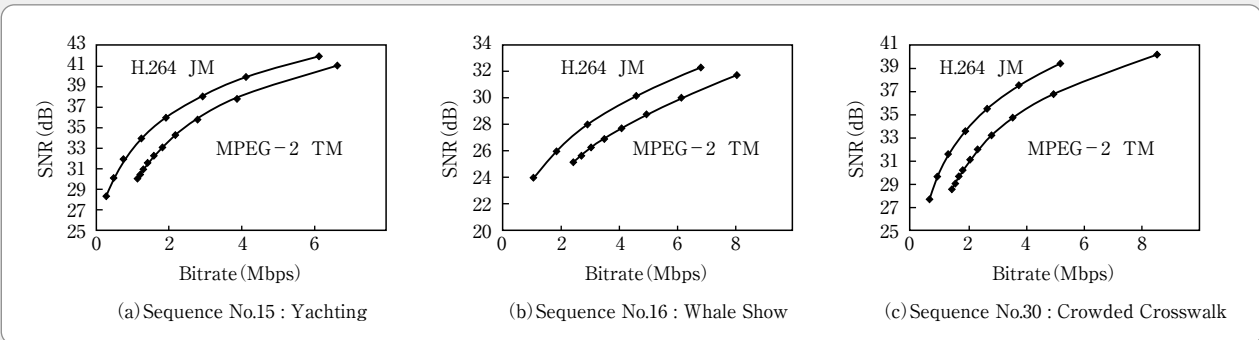 43
41
39
37
35
33
31
29
27
25
SNR(dB)
H.264 JM
MPEG-2 TM
0 2 4 6
Bitrate(Mbps)
(a)Sequence No.15 : Yachting
34
32
30
28
26
24
22
20
SNR(dB)
H.264 JM
MPEG-2 TM
0 2 4 6 8
Bitrate(Mbps)
(b)Sequence No.16 : Whale Show
41
39
37
35
33
31
29
27
25
SNR(dB)
H.264 JM
MPEG-2 TM
0 2 4 6 8
Bitrate(Mbps)
(c)Sequence No.30 : Crowded Crosswalk